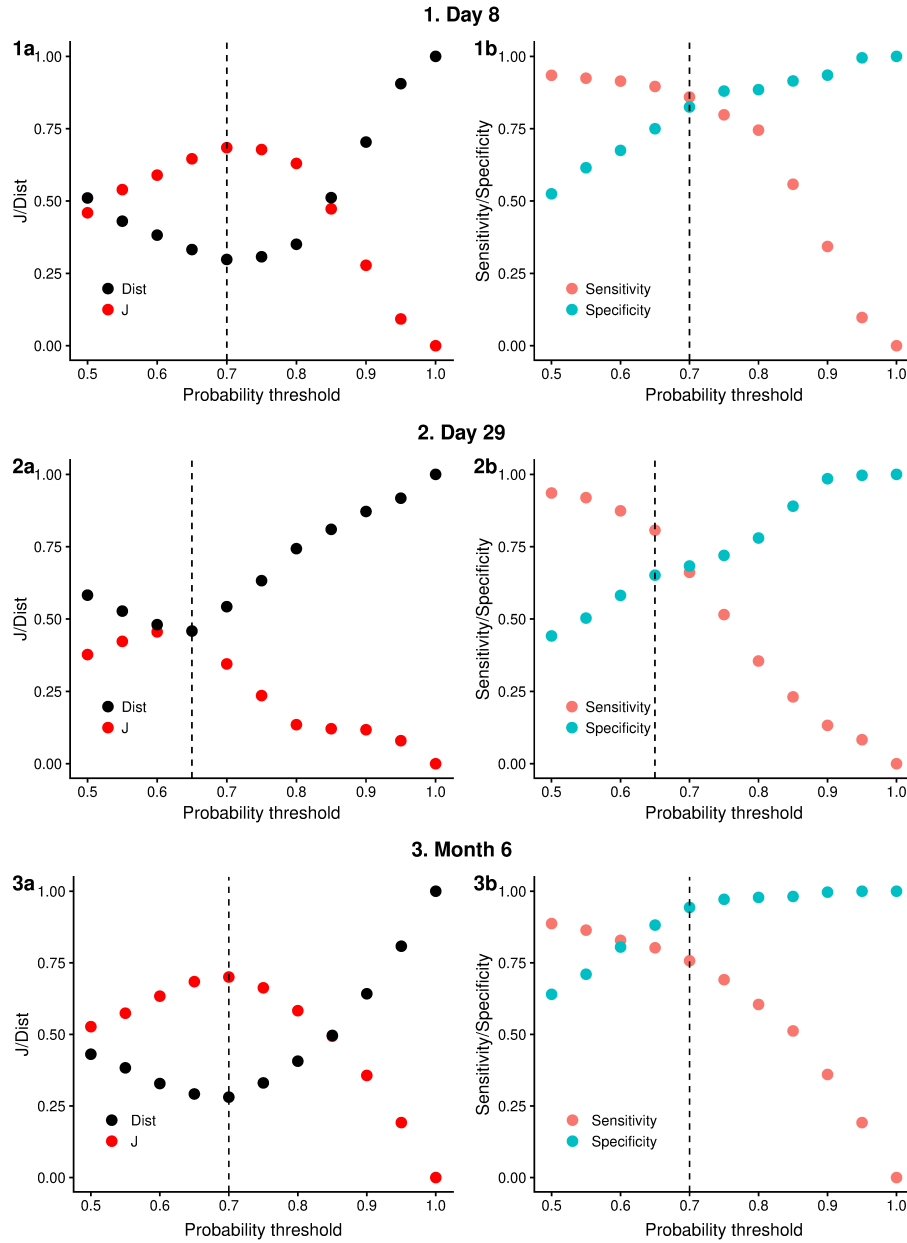 1. Day 8
1a
1.00
0.75
0.50
0.25
0.00
J/Dist
Dist
J
0.5 0.6 0.7 0.8 0.9 1.0
Probability threshold
1b
1.00
0.75
0.50
0.25
0.00
Sensitivity/Specificity
Sensitivity
Specificity
0.5 0.6 0.7 0.8 0.9 1.0
Probability threshold
2. Day 29
2a
1.00
0.75
0.50
0.25
0.00
J/Dist
Dist
J
0.5 0.6 0.7 0.8 0.9 1.0
Probability threshold
2b
1.00
0.75
0.50
0.25
0.00
Sensitivity/Specificity
Sensitivity
Specificity
0.5 0.6 0.7 0.8 0.9 1.0
Probability threshold
3. Month 6
3a
1.00
0.75
0.50
0.25
0.00
J/Dist
Dist
J
0.5 0.6 0.7 0.8 0.9 1.0
Probability threshold
3b
1.00
0.75
0.50
0.25
0.00
Sensitivity/Specificity
Sensitivity
Specificity
0.5 0.6 0.7 0.8 0.9 1.0
Probability threshold